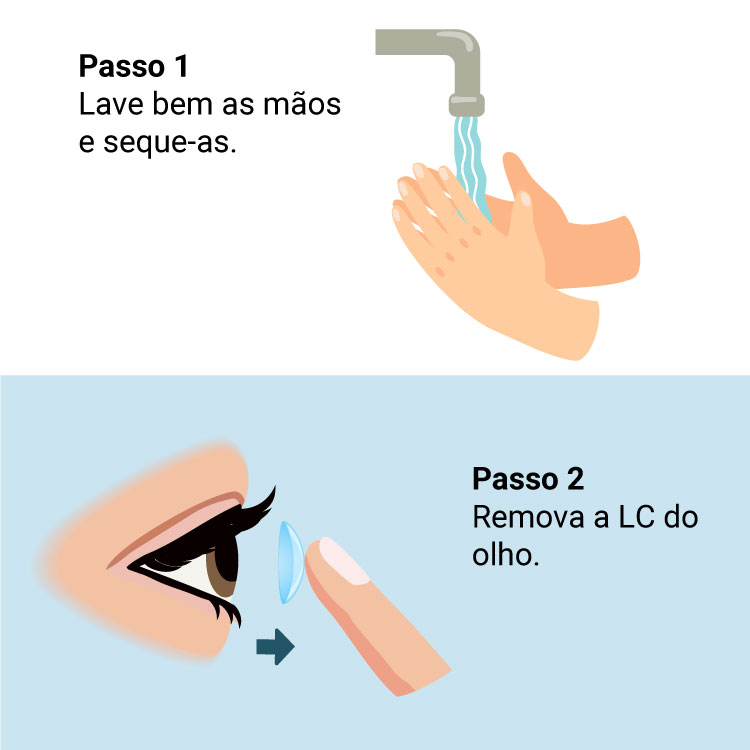 Passo 1
Lave bem as mãos
e seque-as.
Passo 2
Remova a LC do
olho.